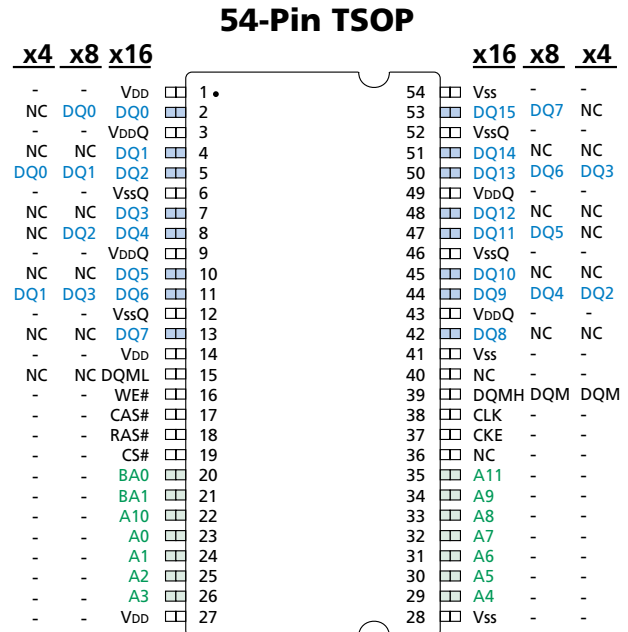 54-Pin TSOP
x4 x8 x16 x16 x8 x4
- - VDD 1 • 54 Vss - -
NC DQ0 DQ0 2 53 DQ15 DQ7 NC
- - VDDQ 3 52 VssQ - -
NC NC DQ1 4 51 DQ14 NC NC
DQ0 DQ1 DQ2 5 50 DQ13 DQ6 DQ3
- - VssQ 6 49 VDDQ - -
NC NC DQ3 7 48 DQ12 NC NC
NC DQ2 DQ4 8 47 DQ11 DQ5 NC
- - VDDQ 9 46 VssQ - -
NC NC DQ5 10 45 DQ10 NC NC
DQ1 DQ3 DQ6 11 44 DQ9 DQ4 DQ2
- - VssQ 12 43 VDDQ - -
NC NC DQ7 13 42 DQ8 NC NC
- - VDD 14 41 Vss - -
NC NC DQML 15 40 NC - -
- - WE# 16 39 DQMH DQM DQM
- - CAS# 17 38 CLK - -
- - RAS# 18 37 CKE - -
- - CS# 19 36 NC - -
- - BA0 20 35 A11 - -
- - BA1 21 34 A9 - -
- - A10 22 33 A8 - -
- - A0 23 32 A7 - -
- - A1 24 31 A6 - -
- - A2 25 30 A5 - -
- - A3 26 29 A4 - -
- - VDD 27 28 Vss - -